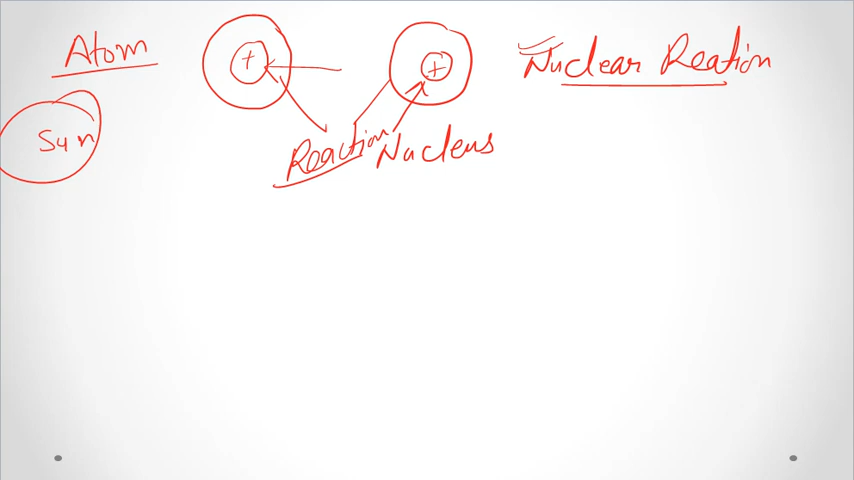 Atom
+
+
Nuclear Reation
Sun
Reaction
Nucleus